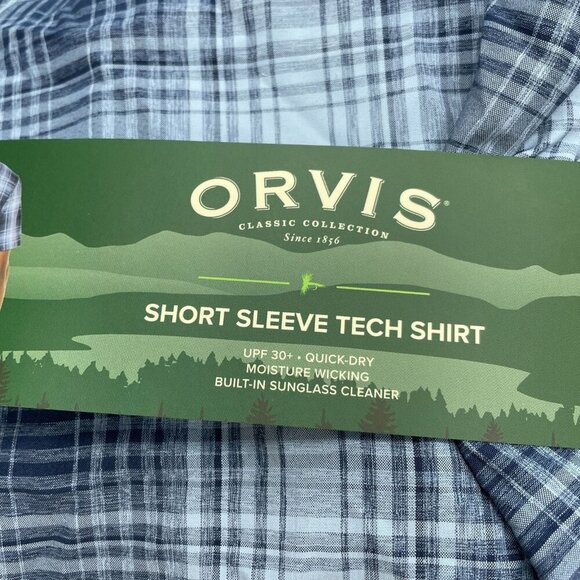 ORVIS®
CLASSIC COLLECTION
Since 1856
SHORT SLEEVE TECH SHIRT
UPF 30+ • QUICK-DRY
MOISTURE WICKING
BUILT-IN SUNGLASS CLEANER